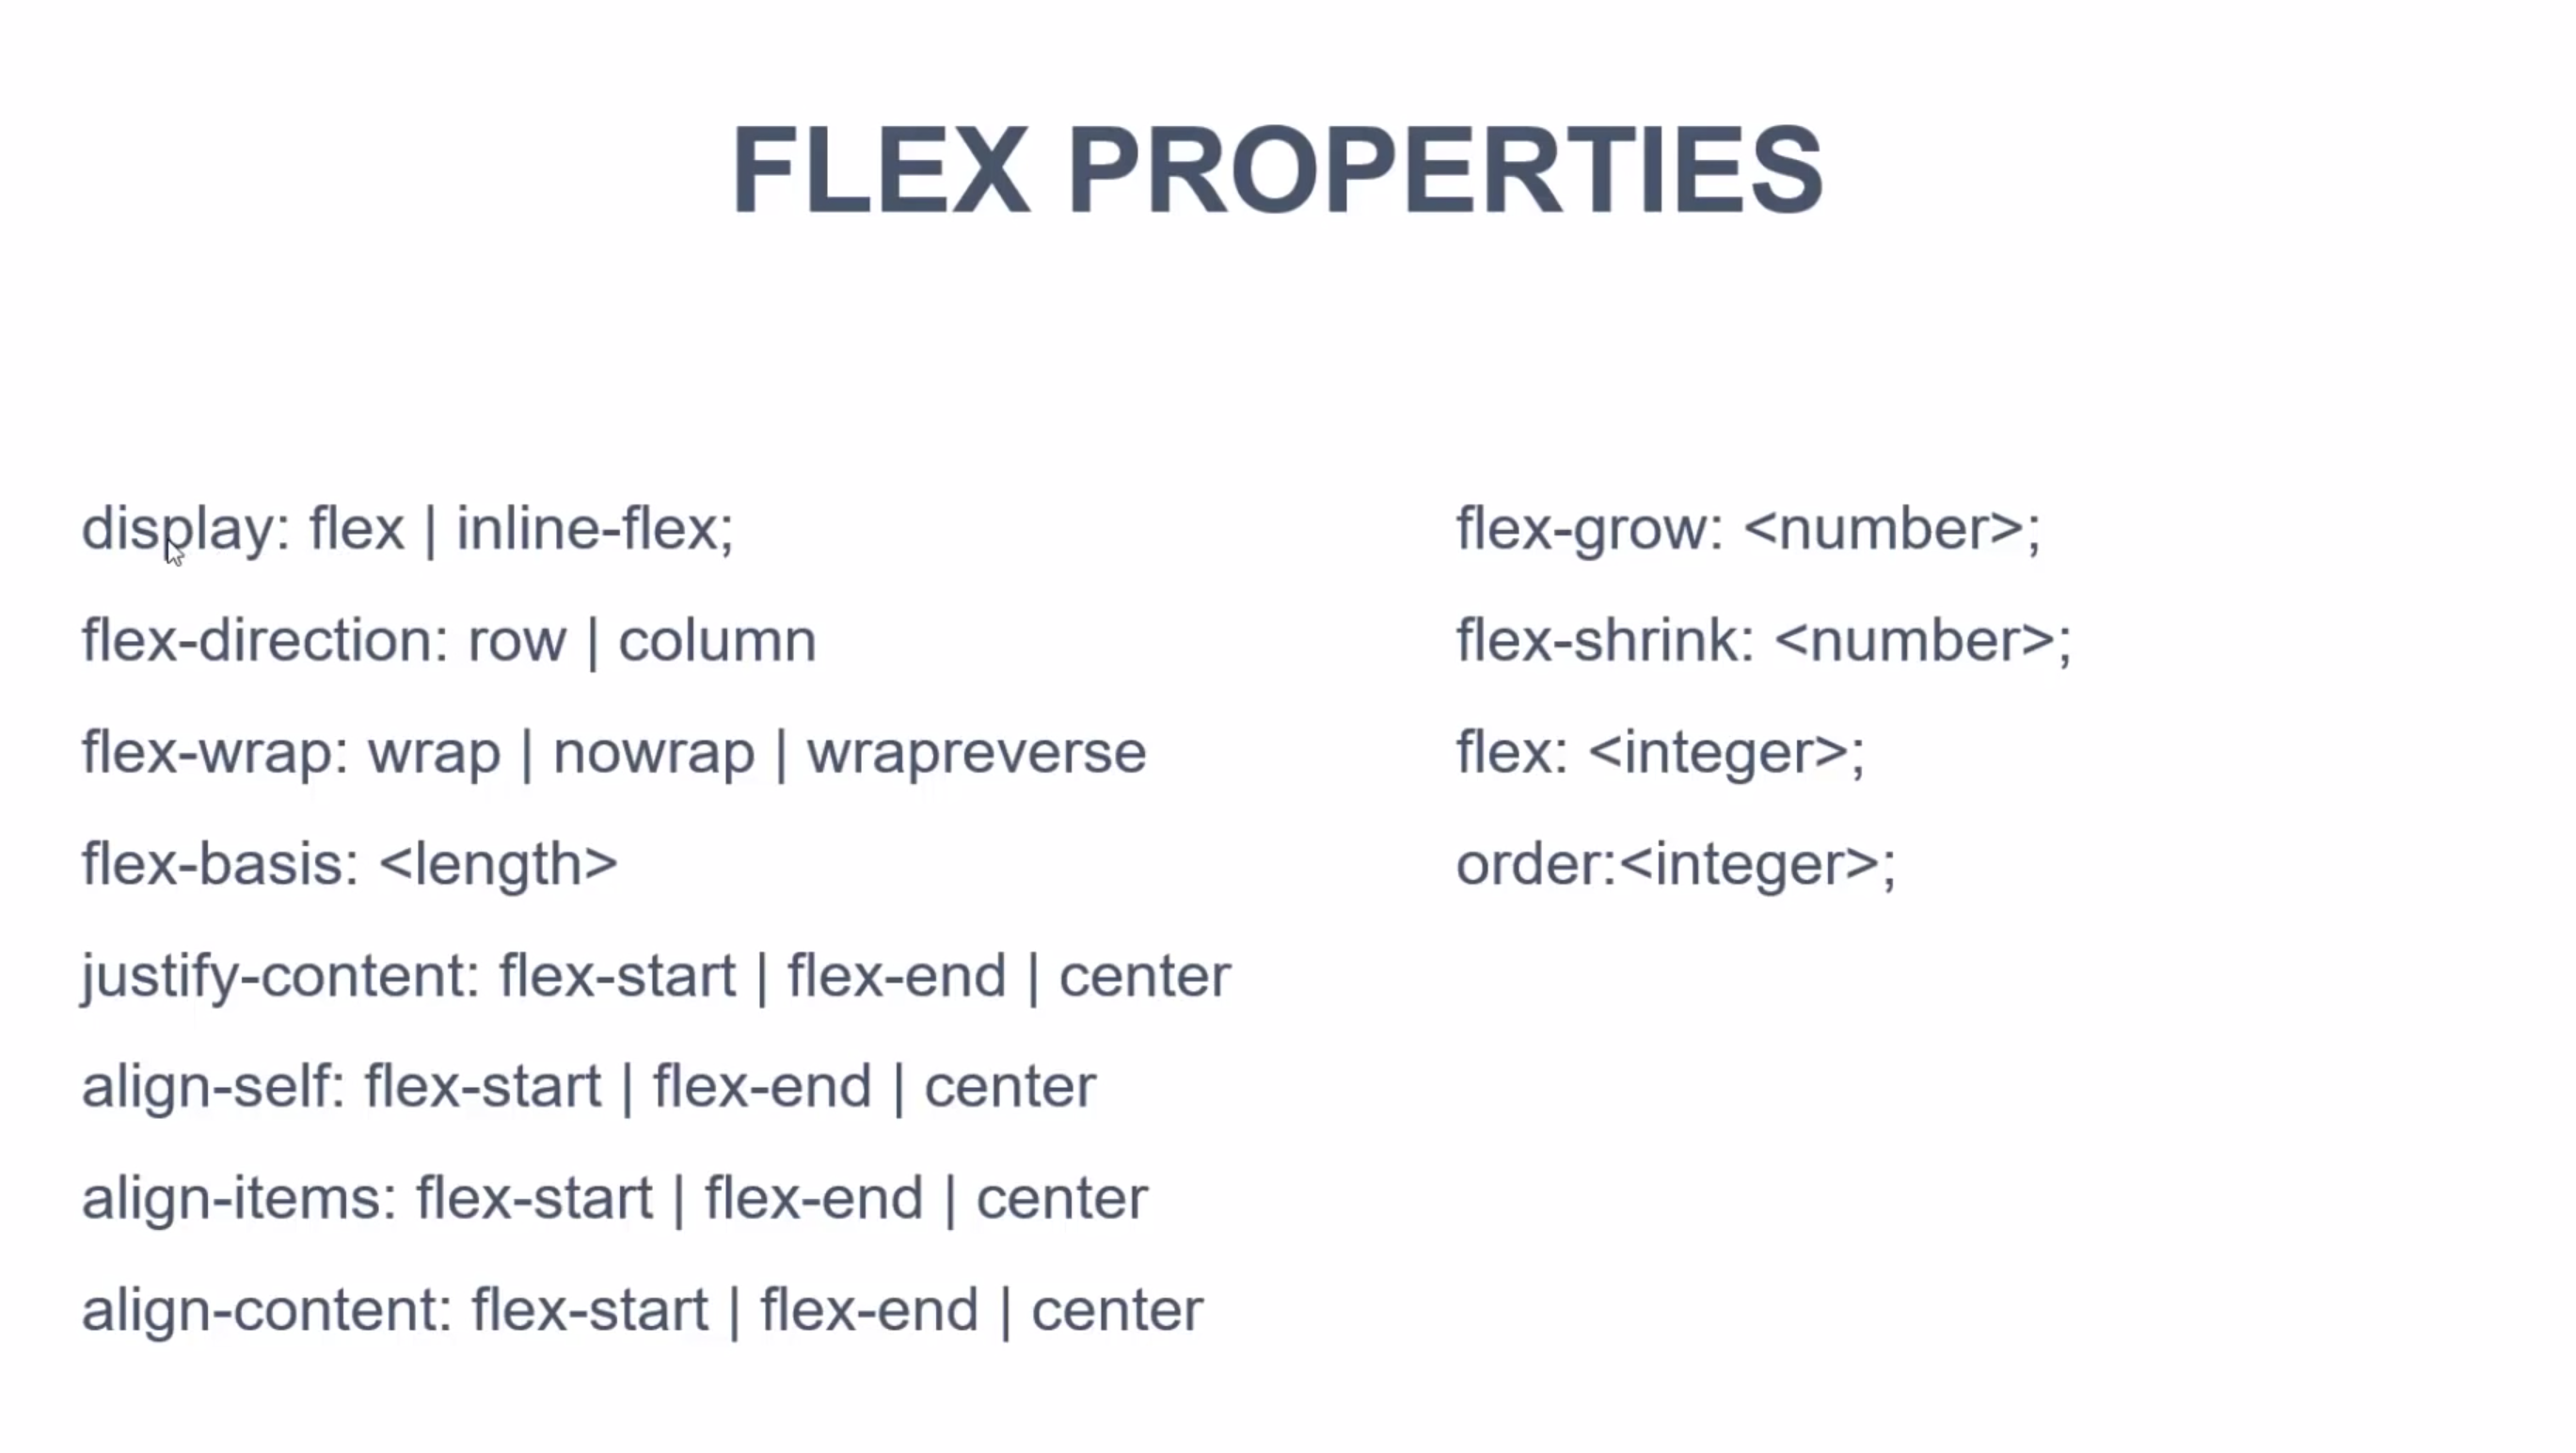 FLEX PROPERTIES
display: flex | inline-flex;
flex-direction: row | column
flex-wrap: wrap | nowrap | wrapreverse
flex-basis: <length>
justify-content: flex-start | flex-end | center
align-self: flex-start | flex-end | center
align-items: flex-start | flex-end | center
align-content: flex-start | flex-end | center
flex-grow: <number>;
flex-shrink: <number>;
flex: <integer>;
order:<integer>;